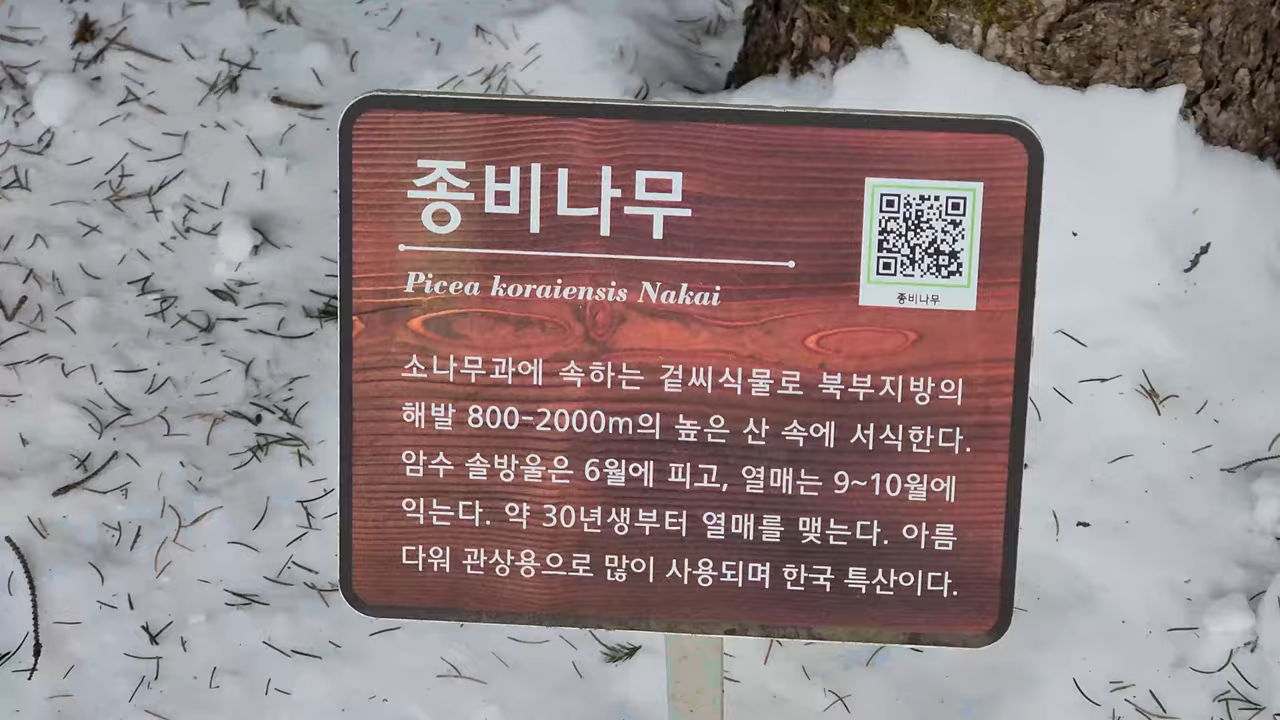 종비나무
Picea koraiensis Nakai
종비나무
소나무과에 속하는 겉씨식물로 북부지방의
해발 800-2000m의 높은 산 속에 서식한다.
암수 솔방울은 6월에 피고, 열매는 9~10월에
익는다. 약 30년생부터 열매를 맺는다. 아름
다워 관상용으로 많이 사용되며 한국 특산이다.